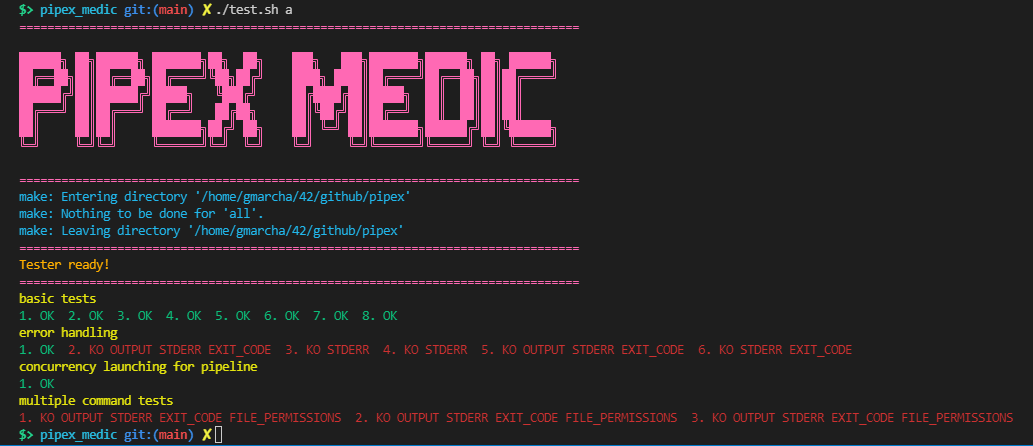 $> pipex_medic git:(main) ✗ ./test.sh a
================================================================================
PIPEX MEDIC
================================================================================
make: Entering directory '/home/gmarcha/42/github/pipex'
make: Nothing to be done for 'all'.
make: Leaving directory '/home/gmarcha/42/github/pipex'
================================================================================
Tester ready!
================================================================================
basic tests
1. OK  2. OK  3. OK  4. OK  5. OK  6. OK  7. OK  8. OK
error handling
1. OK  2. KO OUTPUT STDERR EXIT_CODE  3. KO STDERR  4. KO STDERR  5. KO OUTPUT STDERR EXIT_CODE  6. KO STDERR EXIT_CODE
concurrency launching for pipeline
1. OK
multiple command tests
1. KO OUTPUT STDERR EXIT_CODE FILE_PERMISSIONS  2. KO OUTPUT STDERR EXIT_CODE FILE_PERMISSIONS  3. KO OUTPUT STDERR EXIT_CODE FILE_PERMISSIONS
$> pipex_medic git:(main) ✗